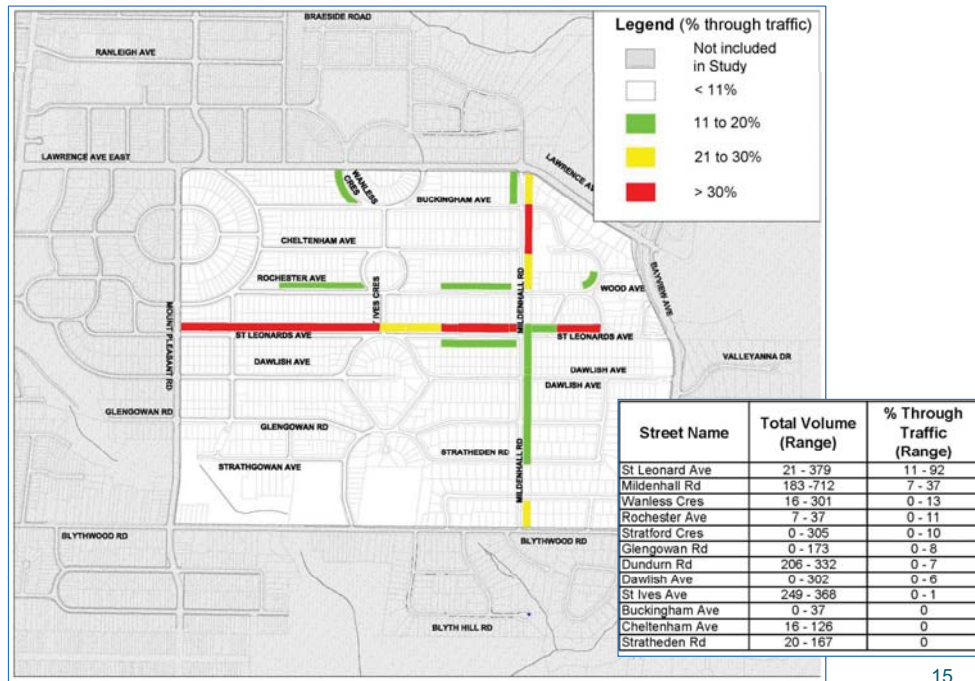 BRAESIDE ROAD
RANLEIGH AVE
LAWRENCE AVE EAST
LAWRENCE AV
WANLESS
CRES
BUCKINGHAM AVE
CHELTENHAM AVE
ROCHESTER AVE
IVES CRES
MILDENHALL RD
WOOD AVE
BAYVIEW AVE
MOUNT PLEASANT RD
ST LEONARDS AVE
ST LEONARDS AVE
DAWLISH AVE
DAWLISH AVE
DAWLISH AVE
VALLEYANNA DR
GLENGOWAN RD
GLENGOWAN RD
STRATHEDEN RD
STRATHGOWAN AVE
MILDENHALL RD
BLYTHWOOD RD
BLYTHWOOD RD
BLYTH HILL RD
Legend (% through traffic)
Not included
in Study
< 11%
11 to 20%
21 to 30%
> 30%
Street Name Total Volume (Range) % Through Traffic (Range)
St Leonard Ave 21 - 379 11 - 92
Mildenhall Rd 183 -712 7 - 37
Wanless Cres 16 - 301 0 - 13
Rochester Ave 7 - 37 0 - 11
Stratford Cres 0 - 305 0 - 10
Glengowan Rd 0 - 173 0 - 8
Dundurn Rd 206 - 332 0 - 7
Dawlish Ave 0 - 302 0 - 6
St Ives Ave 249 - 368 0 - 1
Buckingham Ave 0 - 37 0
Cheltenham Ave 16 - 126 0
Stratheden Rd 20 - 167 0
15